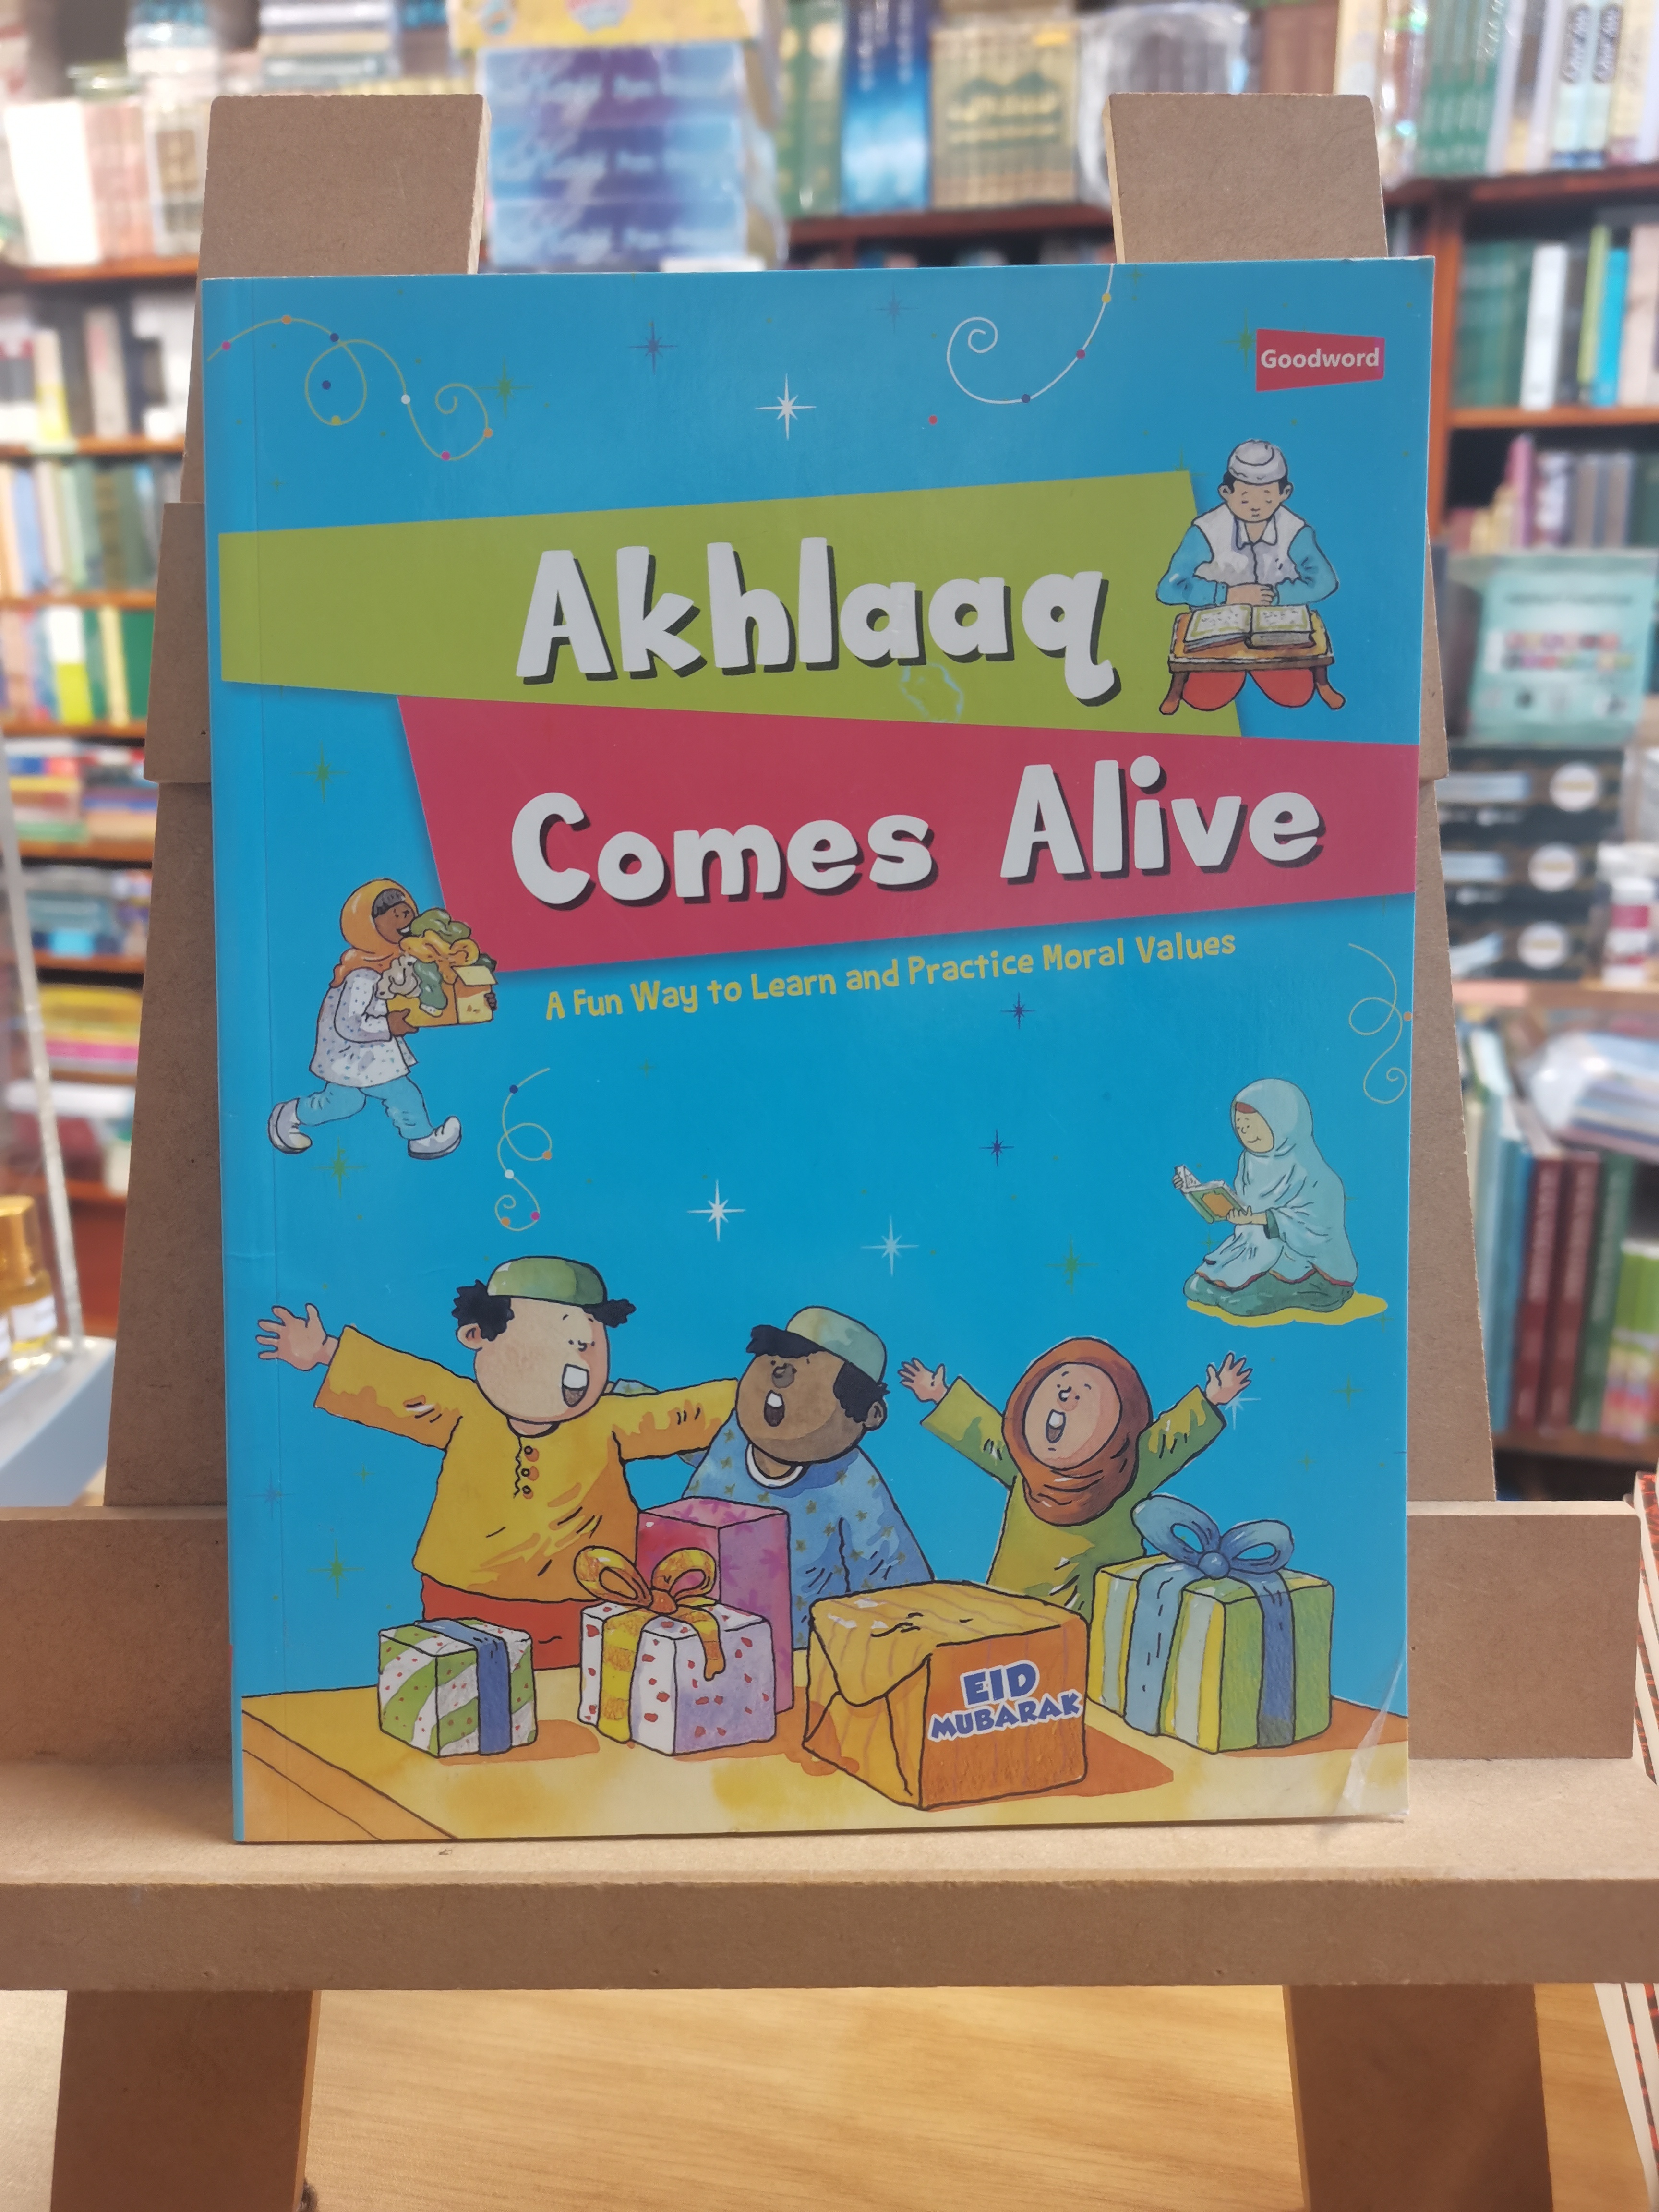 Goodword
Akhlaaq
Comes Alive
A Fun Way to Learn and Practice Moral Values
EID
MUBARAK